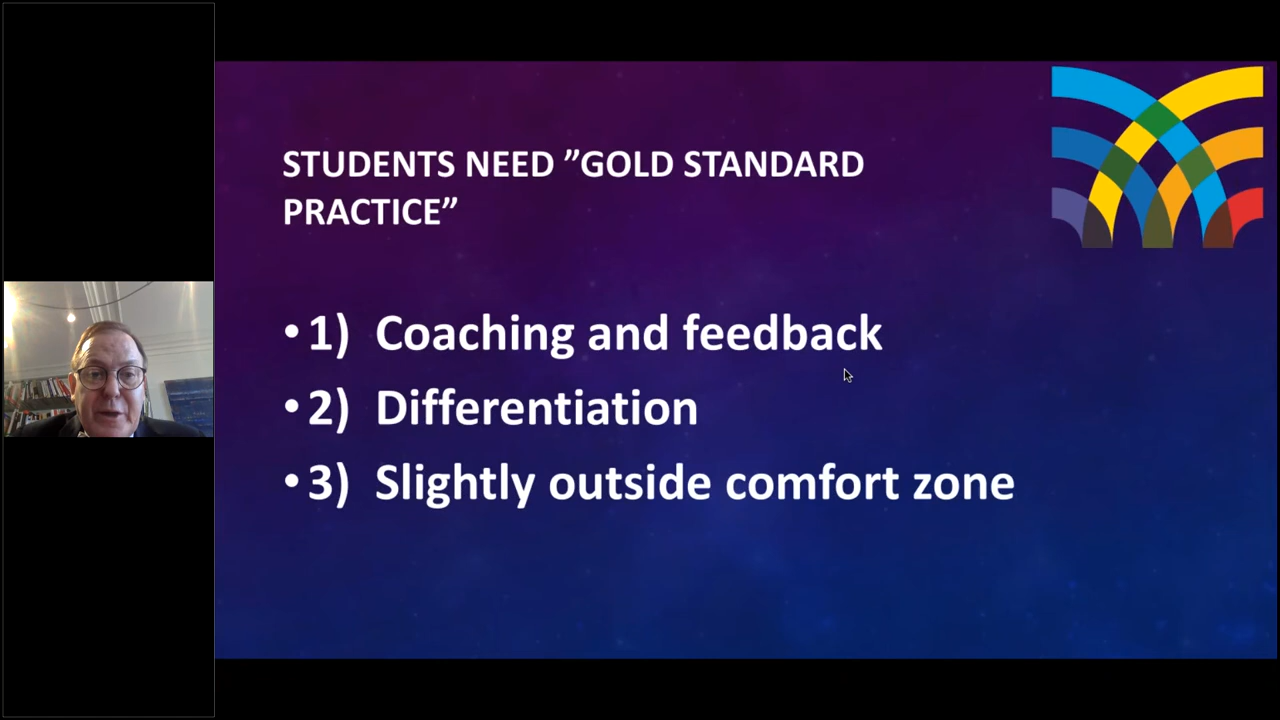 STUDENTS NEED ”GOLD STANDARD
PRACTICE”
• 1) Coaching and feedback
• 2) Differentiation
• 3) Slightly outside comfort zone